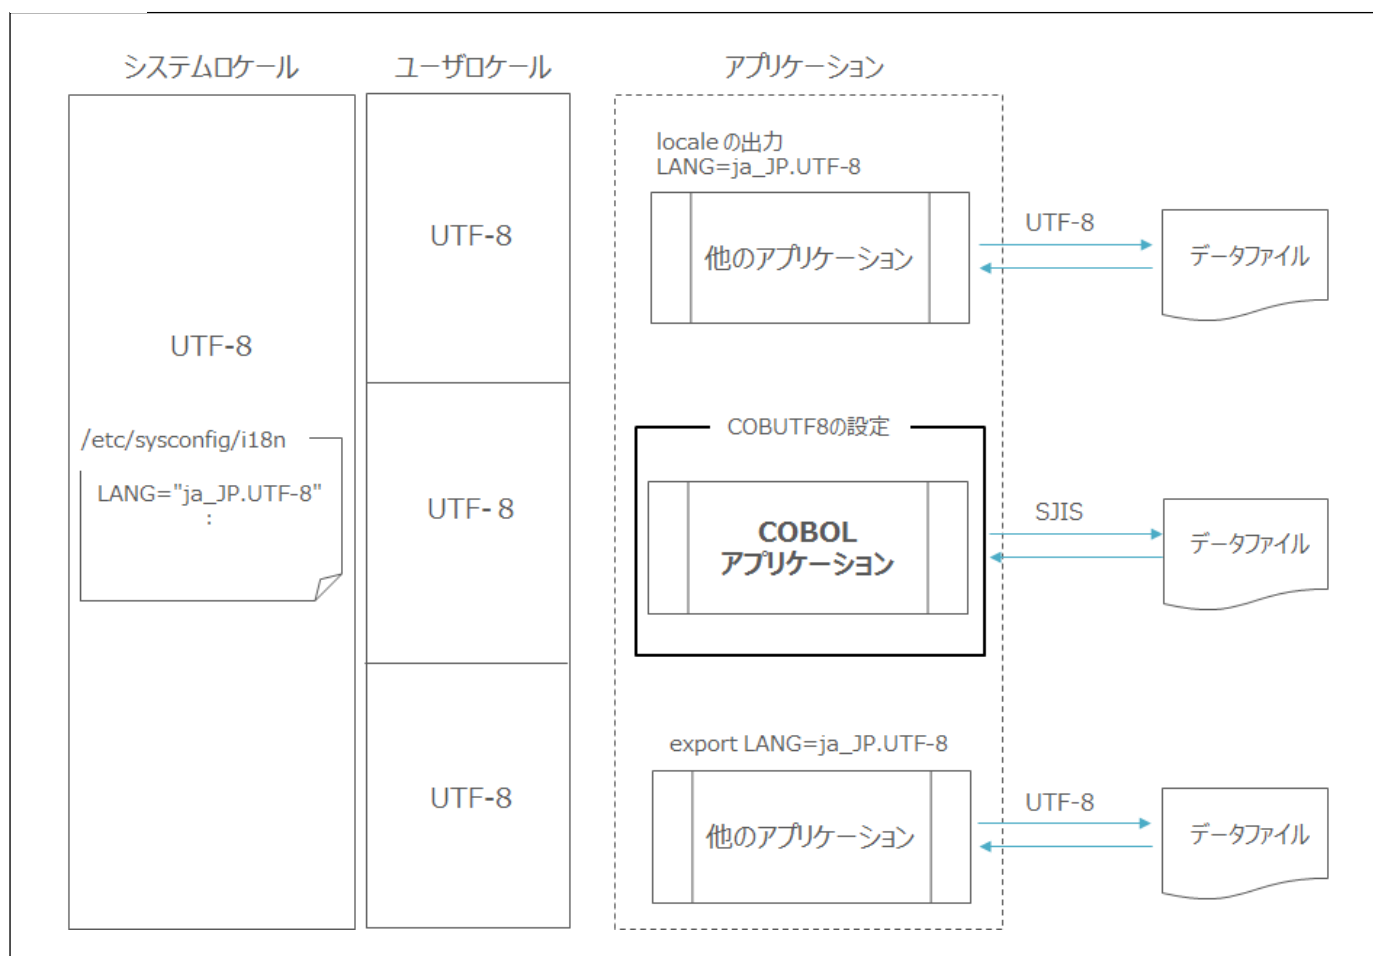 システムロケール
ユーザロケール
アプリケーション
localeの出力
LANG=ja_JP.UTF-8
UTF-8
他のアプリケーション
UTF-8
データファイル
UTF-8
/etc/sysconfig/i18n
LANG="ja_JP.UTF-8"
:
UTF- 8
COBUTF8の設定
COBOL
アプリケーション
SJIS
データファイル
export LANG=ja_JP.UTF-8
UTF-8
他のアプリケーション
UTF-8
データファイル